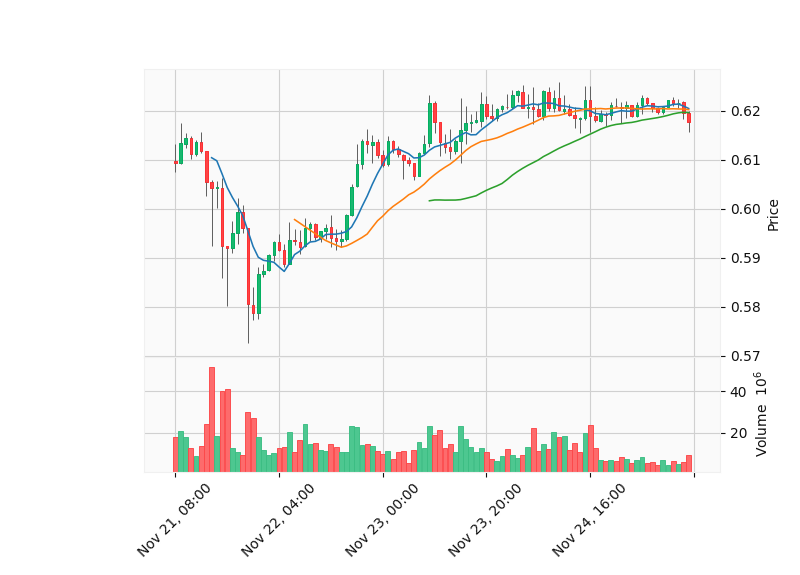 0.62
0.61
0.60
0.59
0.58
0.57
Price
40
20
Volume 10^6
Nov 21, 08:00
Nov 22, 04:00
Nov 23, 00:00
Nov 23, 20:00
Nov 24, 16:00